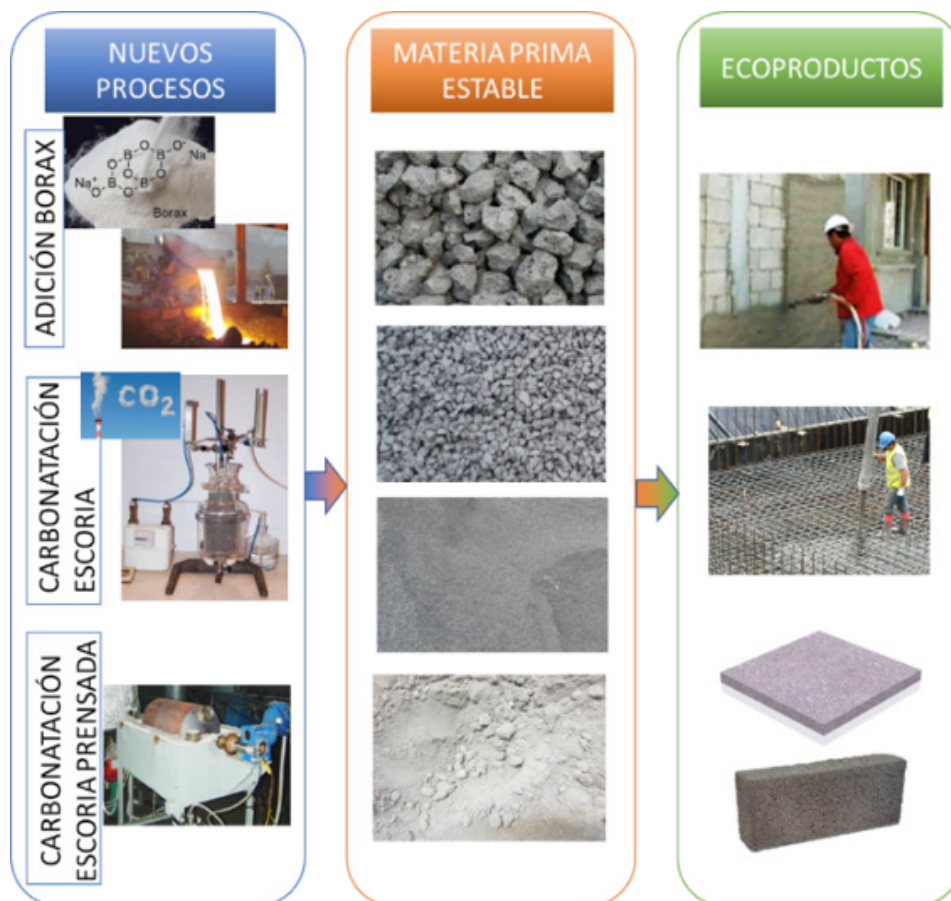 NUEVOS
PROCESOS
MATERIA PRIMA
ESTABLE
ECOPRODUCTOS
ADICIÓN BORAX
O
O
B
O
B
O⁻
Na
O
O
O
Na⁺
O
B
O
B
O
Borax
CARBONATACIÓN
ESCORIA
CO₂
CARBONATACIÓN
ESCORIA PRENSADA